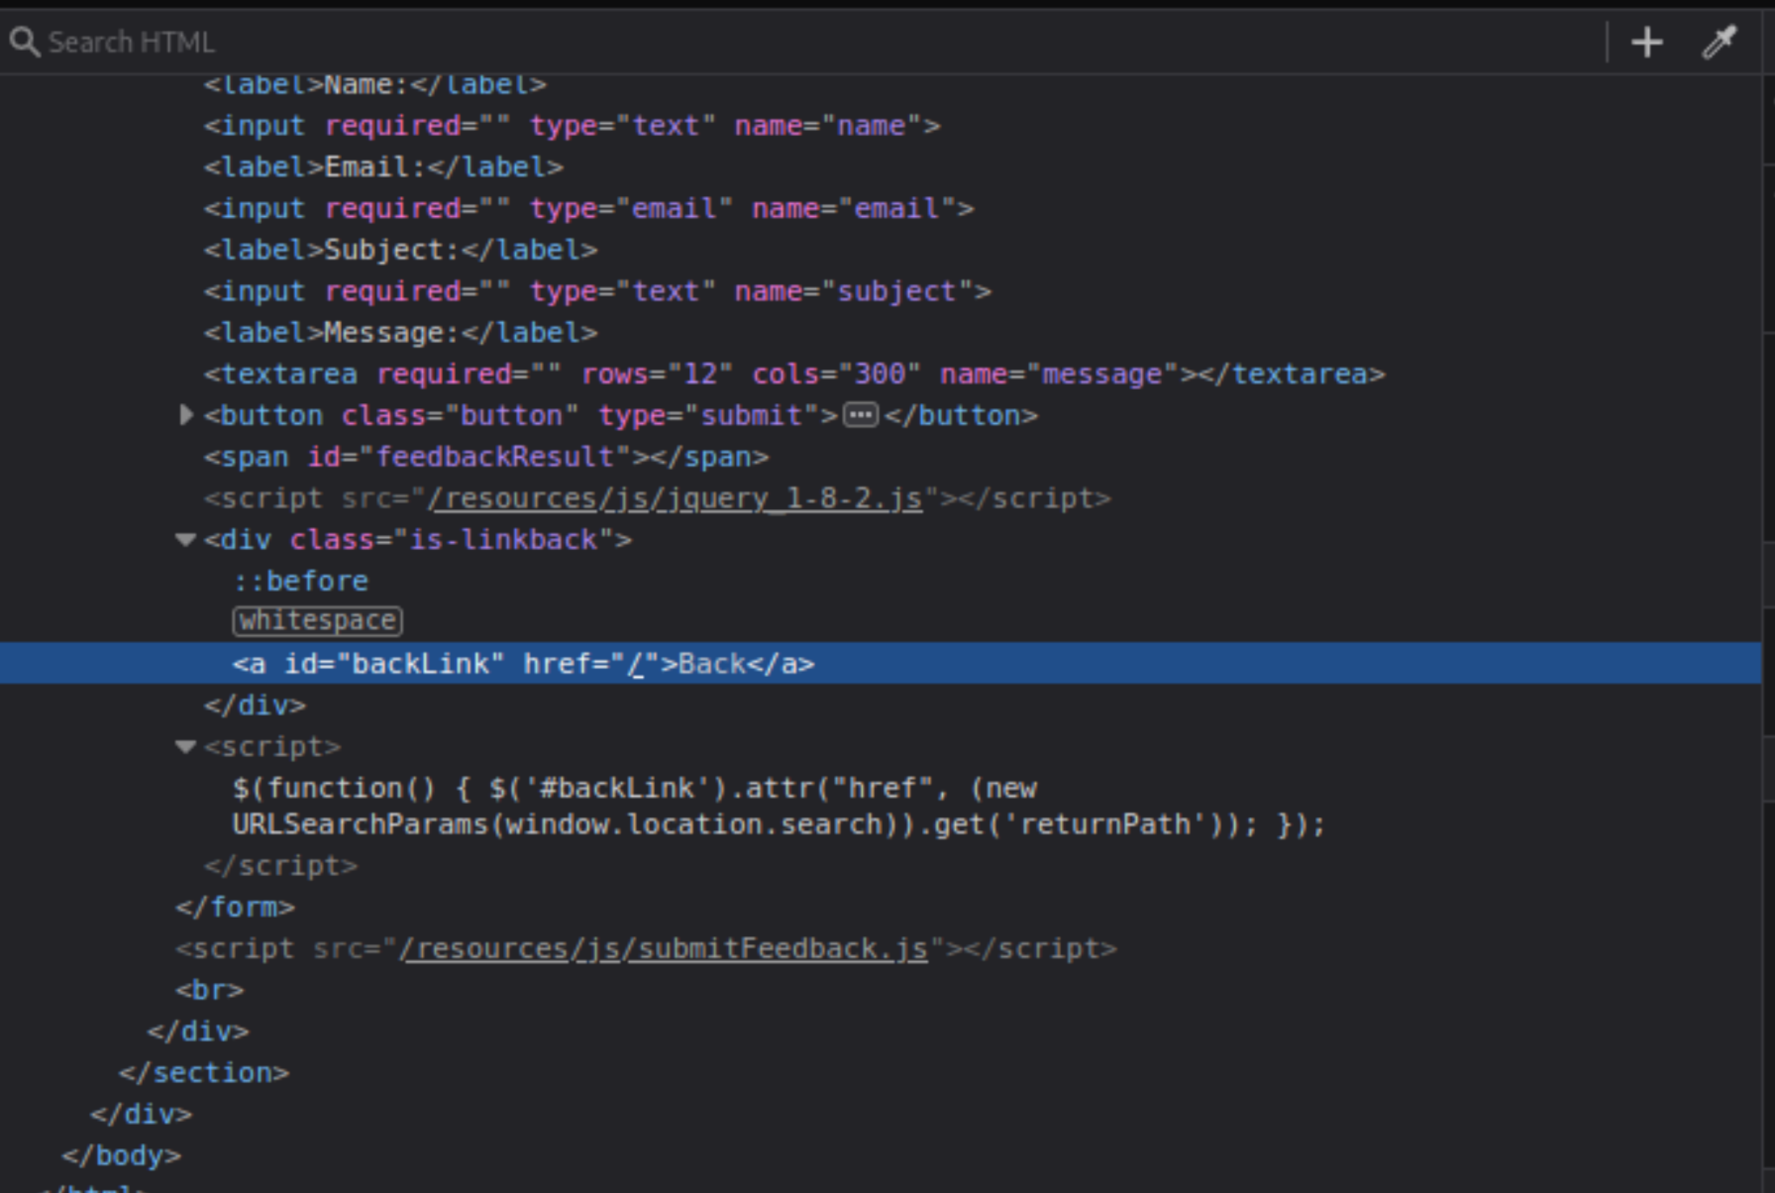 Search HTML
<label>Name:</label>
<input required="" type="text" name="name">
<label>Email:</label>
<input required="" type="email" name="email">
<label>Subject:</label>
<input required="" type="text" name="subject">
<label>Message:</label>
<textarea required="" rows="12" cols="300" name="message"></textarea>
<button class="button" type="submit">…</button>
<span id="feedbackResult"></span>
<script src="/resources/js/jquery_1-8-2.js"></script>
<div class="is-linkback">
::before
whitespace
<a id="backLink" href="/">Back</a>
</div>
<script>
$(function() { $('#backLink').attr("href", (new
URLSearchParams(window.location.search)).get('returnPath')); });
</script>
</form>
<script src="/resources/js/submitFeedback.js"></script>
<br>
</div>
</section>
</div>
</body>
</html>